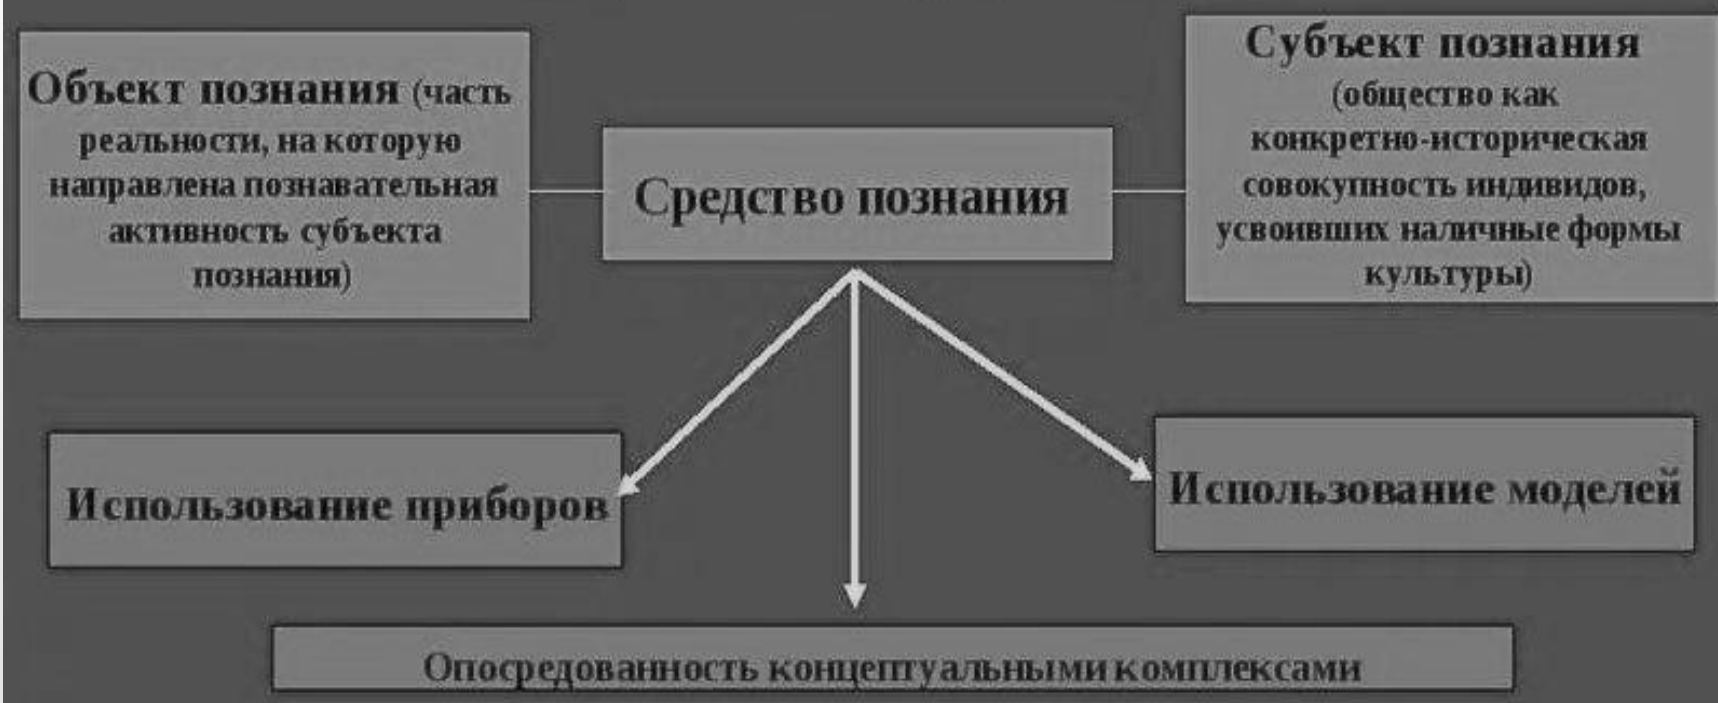 Объект познания (часть
реальности, на которую
направлена познавательная
активность субъекта
познания)
Средство познания
Субъект познания
(общество как
конкретно-историческая
совокупность индивидов,
усвоивших наличные формы
культуры)
Использование приборов
Использование моделей
Опосредованность концептуальными комплексами